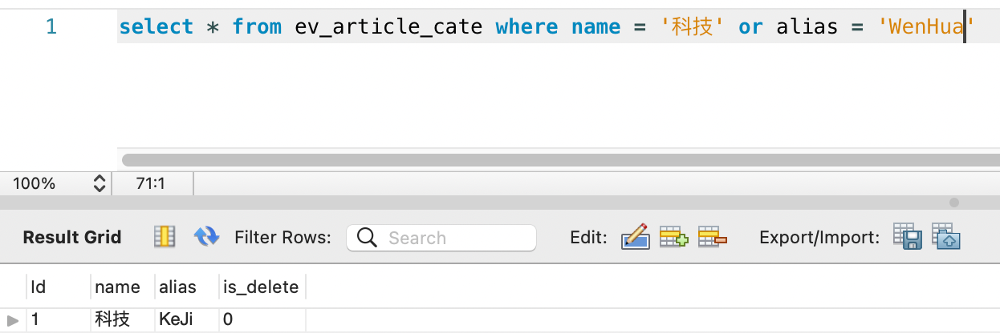 1 select * from ev_article_cate where name = '科技' or alias = 'WenHua'
100% 71:1
Result Grid Filter Rows: Search Edit: Export/Import:
Id name alias is_delete
1 科技 KeJi 0